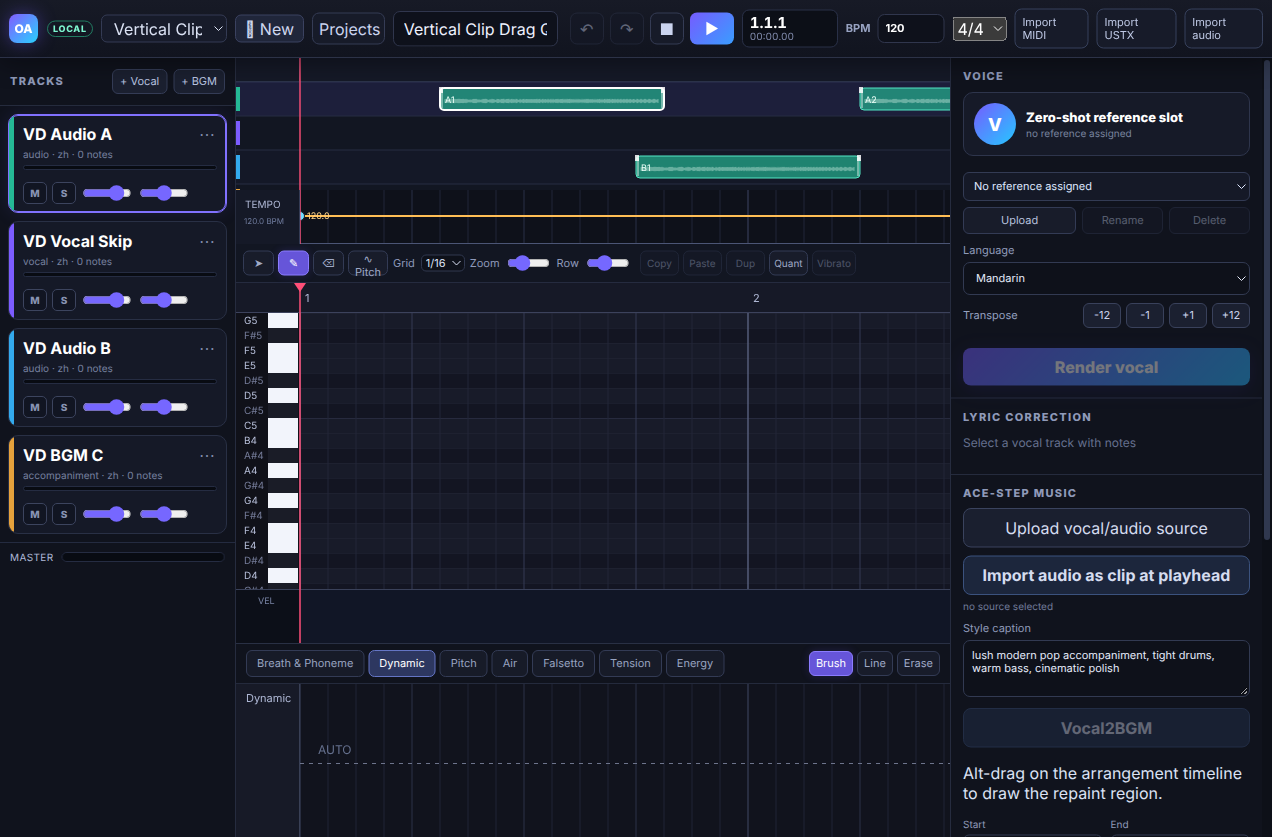 OA LOCAL Vertical Clip New Projects Vertical Clip Drag 1.1.1 BPM 120 4/4 Import MIDI Import USTX Import audio
00:00.00
TRACKS + Vocal + BGM
VD Audio A
audio · zh · 0 notes
M S
VD Vocal Skip
vocal · zh · 0 notes
M S
VD Audio B
audio · zh · 0 notes
M S
VD BGM C
accompaniment · zh · 0 notes
M S
MASTER
A1 A2
B1
TEMPO
120.0 BPM 120.0
Pitch Grid 1/16 Zoom Row Copy Paste Dup Quant Vibrato
1 2
G5
F#5
F5
E5
D#5
D5
C#5
C5
B4
A#4
A4
G#4
G4
F#4
F4
E4
D#4
D4
VEL
Breath & Phoneme Dynamic Pitch Air Falsetto Tension Energy Brush Line Erase
Dynamic
AUTO
VOICE
V Zero-shot reference slot
no reference assigned
No reference assigned
Upload Rename Delete
Language
Mandarin
Transpose -12 -1 +1 +12
Render vocal
LYRIC CORRECTION
Select a vocal track with notes
ACE-STEP MUSIC
Upload vocal/audio source
Import audio as clip at playhead
no source selected
Style caption
lush modern pop accompaniment, tight drums,
warm bass, cinematic polish
Vocal2BGM
Alt-drag on the arrangement timeline
to draw the repaint region.
Start End